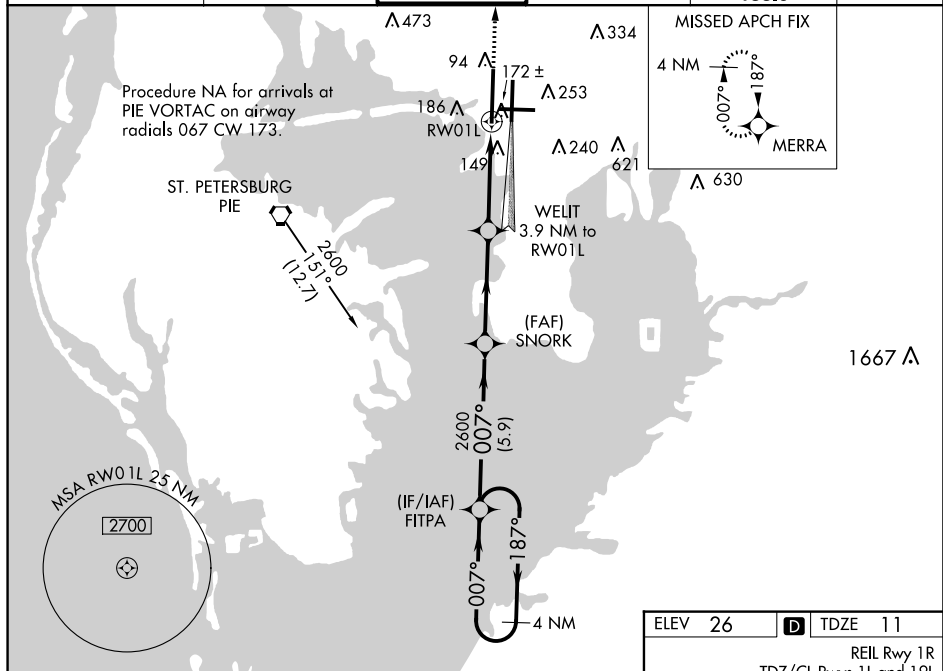 473
334
MISSED APCH FIX
4 NM
007°
187°
MERRA
94
172 ±
253
Procedure NA for arrivals at
PIE VORTAC on airway
radials 067 CW 173.
186
RW01L
149
240
621
630
ST. PETERSBURG
PIE
2600
151°
(12.7)
WELIT
3.9 NM to
RW01L
(FAF)
SNORK
1667
2600
007°
(5.9)
MSA RW01L 25 NM
2700
(IF/IAF)
FITPA
007°
187°
4 NM
ELEV 26 D TDZE 11
REIL Rwy 1R